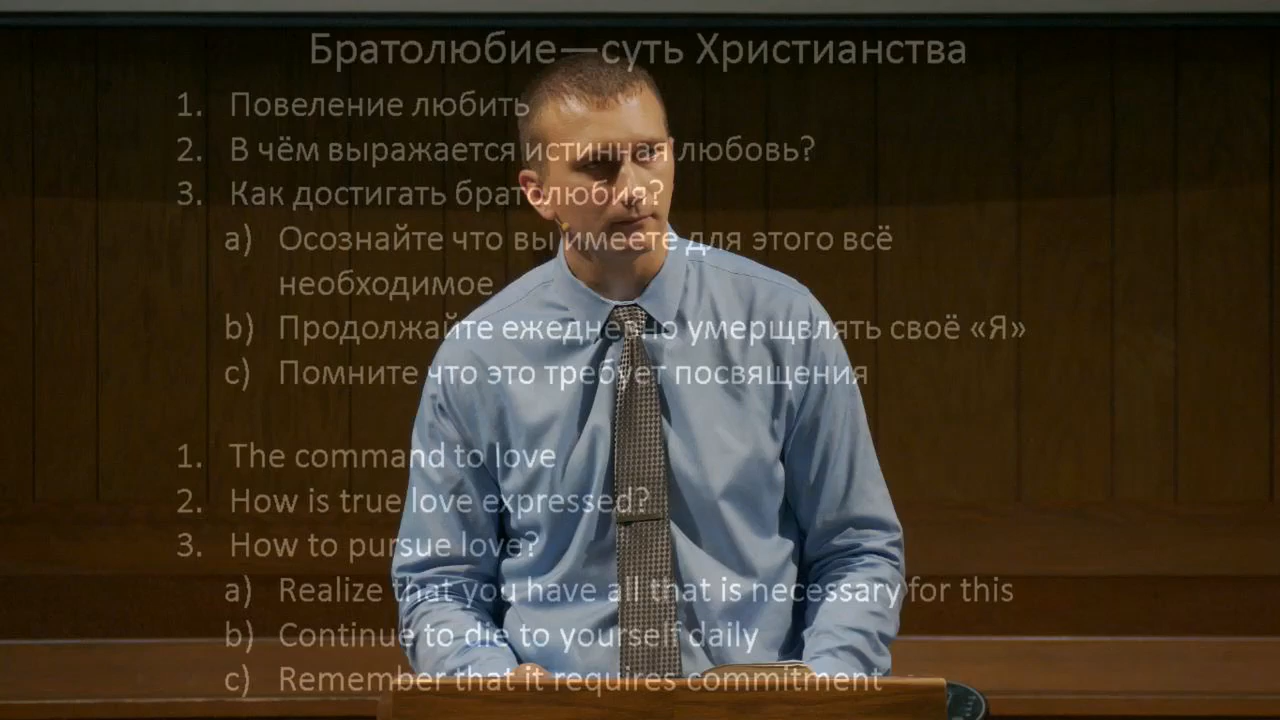 Братолюбие—суть Христианства
1. Повеление любить
2. В чём выражается истинная любовь?
3. Как достигать братолюбия?
a) Осознайте что вы имеете для этого всё
необходимое
b) Продолжайте ежедневно умерщвлять своё «Я»
c) Помните что это требует посвящения
1. The command to love
2. How is true love expressed?
3. How to pursue love?
a) Realize that you have all that is necessary for this
b) Continue to die to yourself daily
c) Remember that it requires commitment